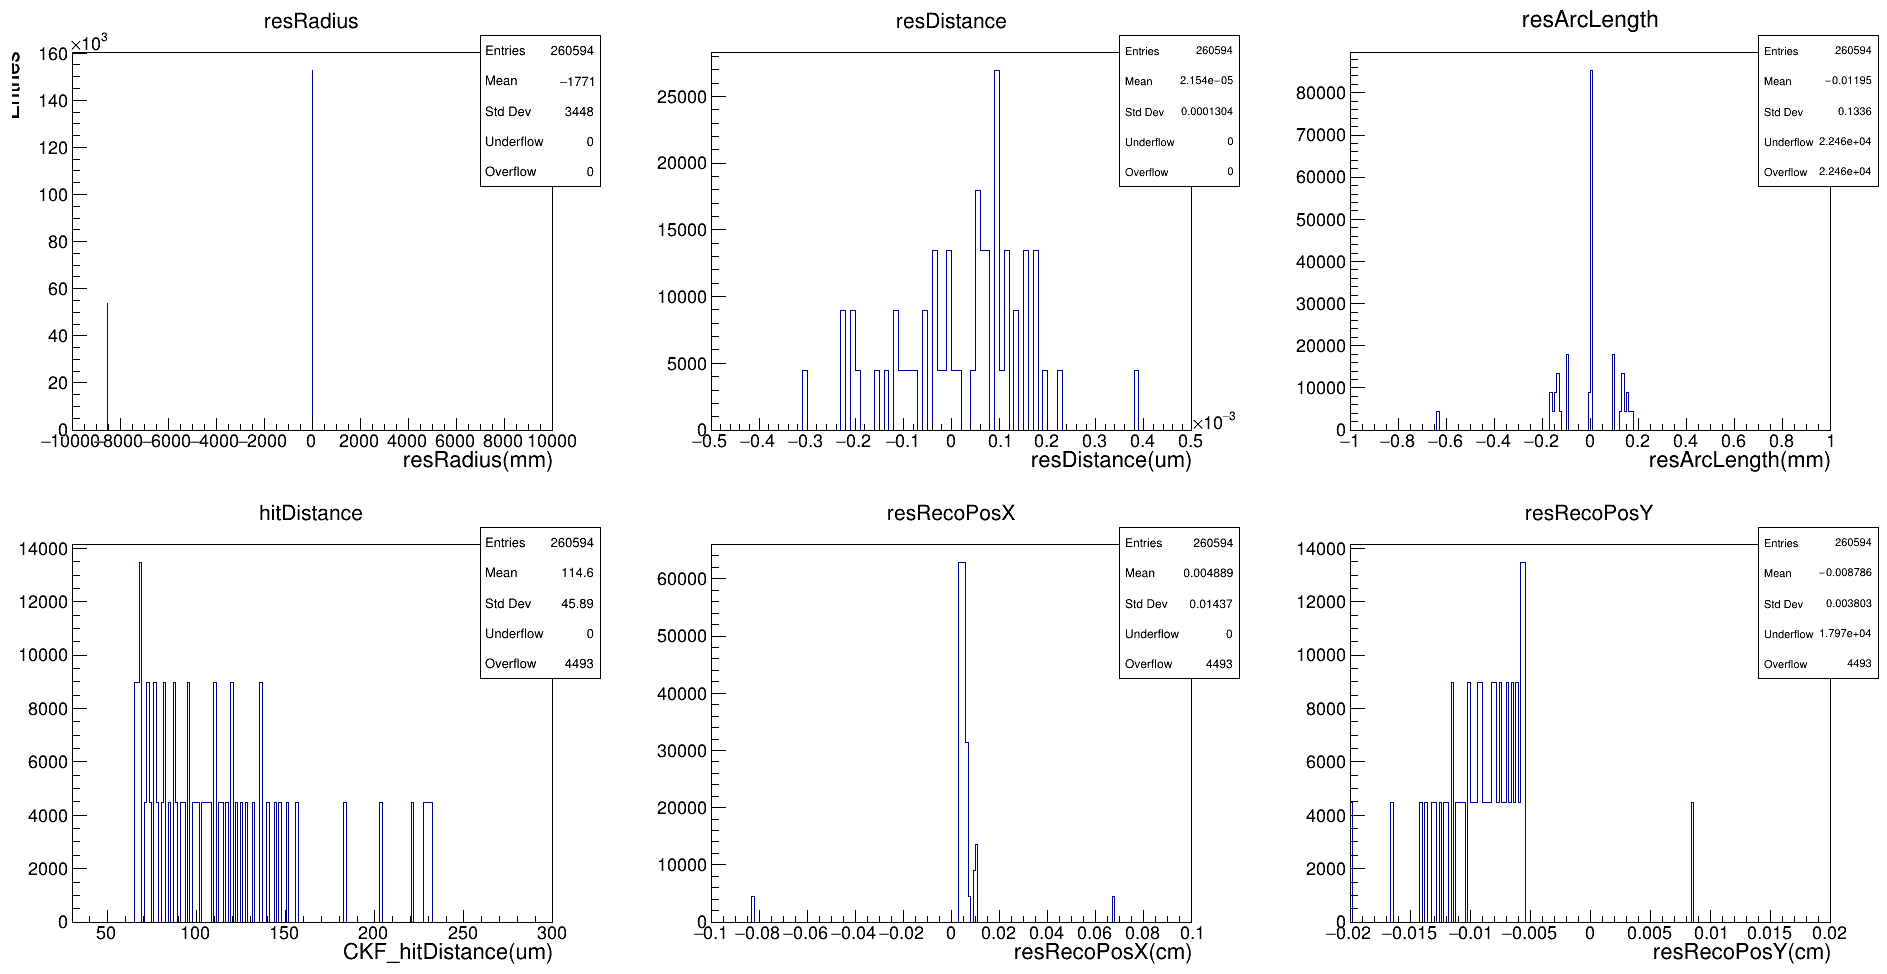 resRadius
×10³
Entries
160
140
120
100
80
60
40
20
0
−10000 −8000 −6000 −4000 −2000 0 2000 4000 6000 8000 10000
resRadius(mm)
Entries 260594
Mean −1771
Std Dev 3448
Underflow 0
Overflow 0
resDistance
25000
20000
15000
10000
5000
0
−0.5 −0.4 −0.3 −0.2 −0.1 0 0.1 0.2 0.3 0.4 0.5
×10⁻³
resDistance(um)
Entries 260594
Mean 2.154e−05
Std Dev 0.0001304
Underflow 0
Overflow 0
resArcLength
80000
70000
60000
50000
40000
30000
20000
10000
0
−1 −0.8 −0.6 −0.4 −0.2 0 0.2 0.4 0.6 0.8 1
resArcLength(mm)
Entries 260594
Mean −0.01195
Std Dev 0.1336
Underflow 2.246e+04
Overflow 2.246e+04
hitDistance
14000
12000
10000
8000
6000
4000
2000
0
50 100 150 200 250 300
CKF_hitDistance(um)
Entries 260594
Mean 114.6
Std Dev 45.89
Underflow 0
Overflow 4493
resRecoPosX
60000
50000
40000
30000
20000
10000
0
−0.1 −0.08 −0.06 −0.04 −0.02 0 0.02 0.04 0.06 0.08 0.1
resRecoPosX(cm)
Entries 260594
Mean 0.004889
Std Dev 0.01437
Underflow 0
Overflow 4493
resRecoPosY
14000
12000
10000
8000
6000
4000
2000
0
−0.02 −0.015 −0.01 −0.005 0 0.005 0.01 0.015 0.02
resRecoPosY(cm)
Entries 260594
Mean −0.008786
Std Dev 0.003803
Underflow 1.797e+04
Overflow 4493